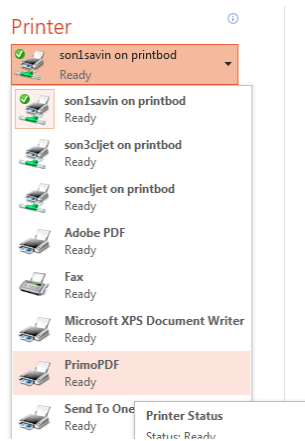 Printer
son1savin on printbod
Ready
son1savin on printbod
Ready
son3cljet on printbod
Ready
soncljet on printbod
Ready
Adobe PDF
Ready
Fax
Ready
Microsoft XPS Document Writer
Ready
PrimoPDF
Ready
Send To One
Ready
Printer Status
Status: Ready